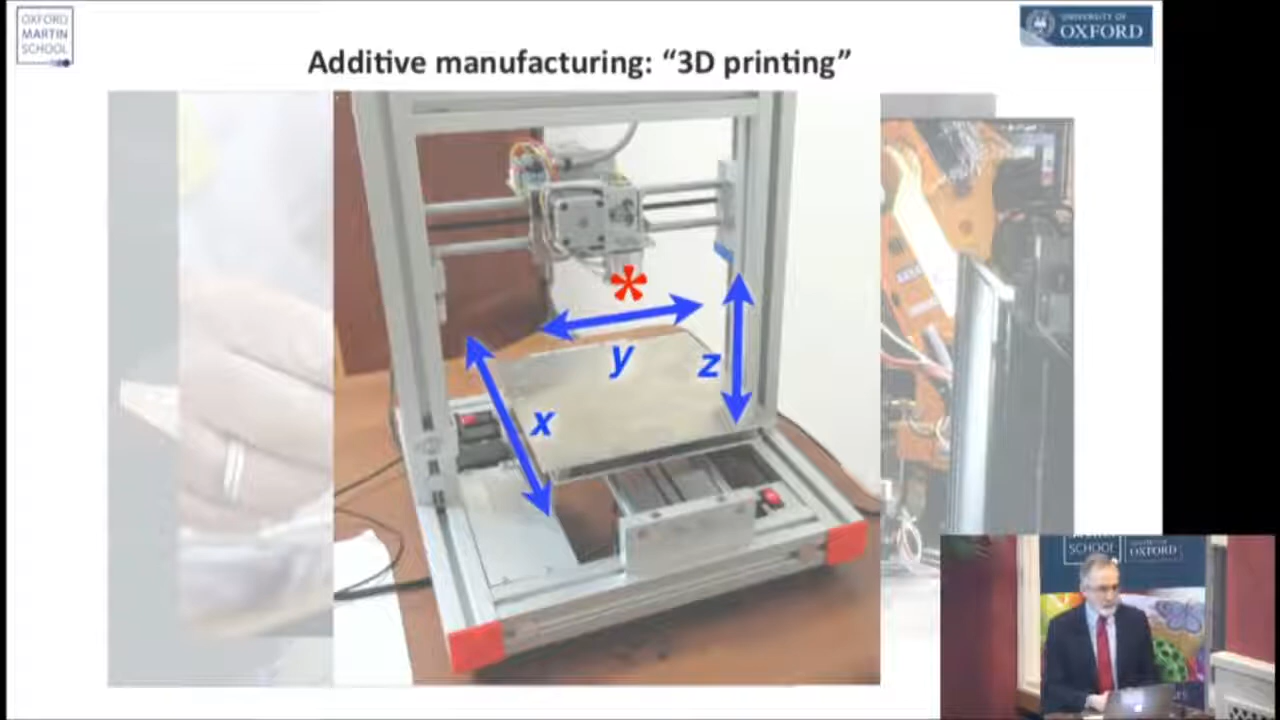 OXFORD
MARTIN
SCHOOL
UNIVERSITY OF
OXFORD
Additive manufacturing: “3D printing”
*
y
z
x
SCHOOL
OXFORD